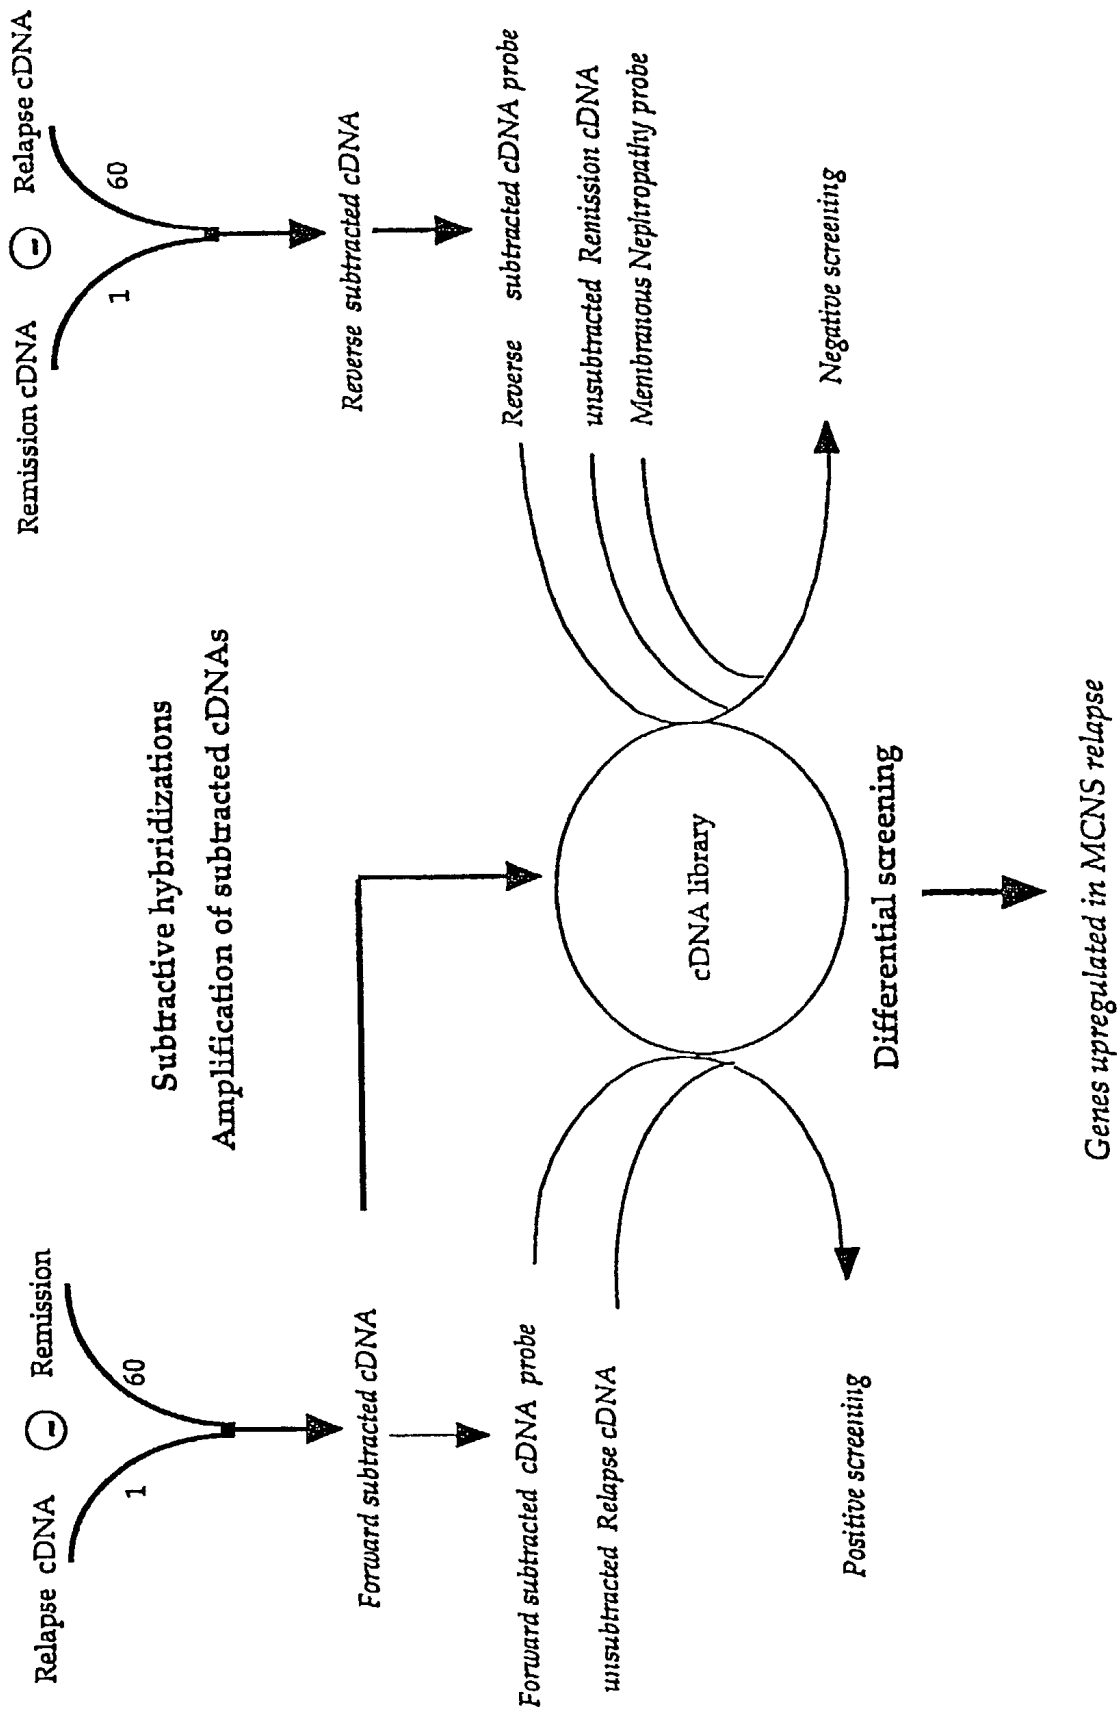 Relapse cDNA - Remission
1 60
Remission cDNA - Relapse cDNA
1 60
Subtractive hybridizations
Amplification of subtracted cDNAs
Forward subtracted cDNA
Reverse subtracted cDNA
Forward subtracted cDNA probe
unsubtracted Relapse cDNA
Reverse subtracted cDNA probe
unsubtracted Remission cDNA
Membranous Nephropathy probe
cDNA library
Positive screening
Differential screening
Negative screening
Genes upregulated in MCNS relapse